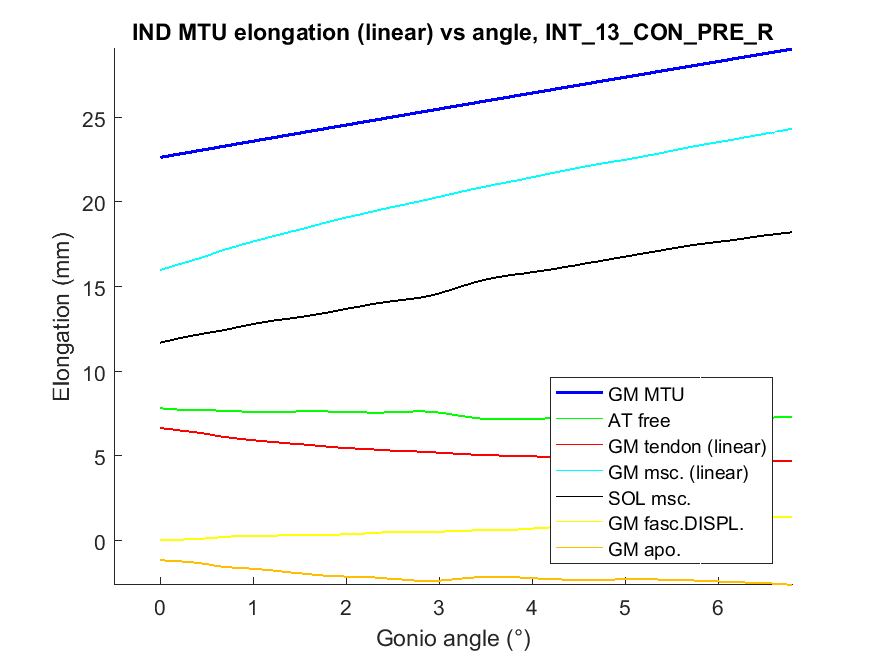 IND MTU elongation (linear) vs angle, INT_13_CON_PRE_R
Elongation (mm)
25
20
15
10
5
0
GM MTU
AT free
GM tendon (linear)
GM msc. (linear)
SOL msc.
GM fasc.DISPL.
GM apo.
0 1 2 3 4 5 6
Gonio angle (°)